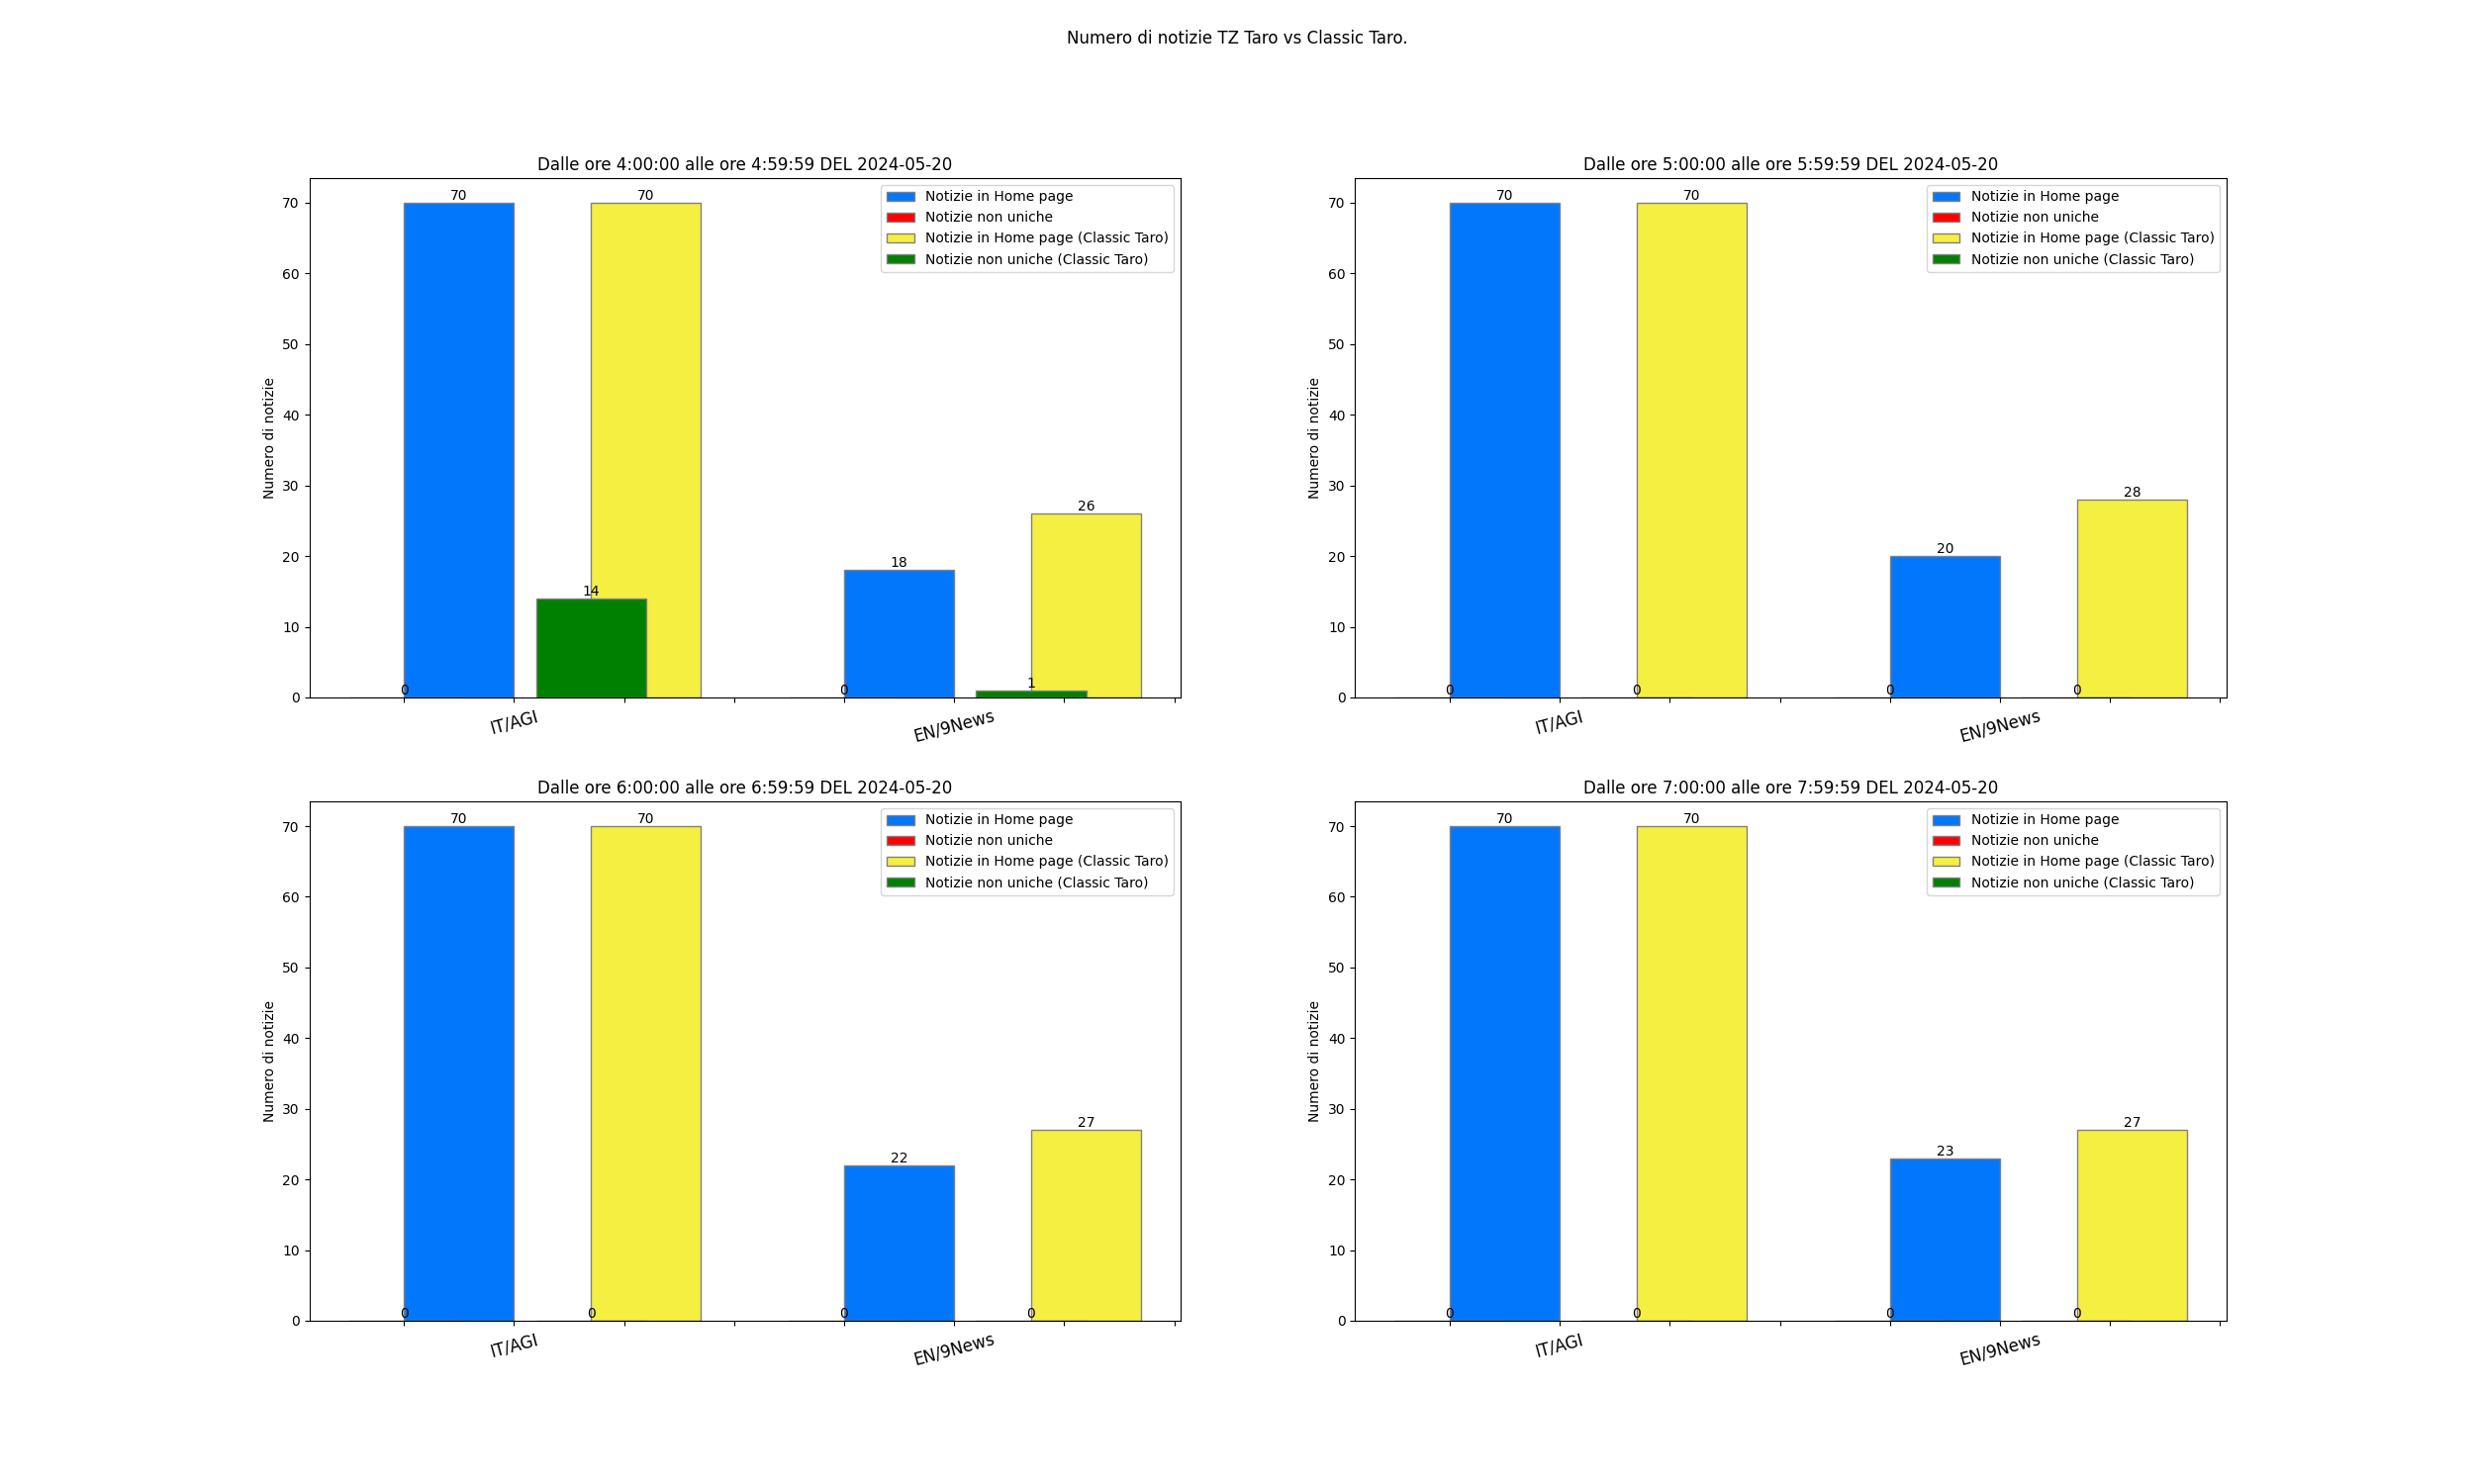 Numero di notizie TZ Taro vs Classic Taro.
Dalle ore 4:00:00 alle ore 4:59:59 DEL 2024-05-20
Numero di notizie
70
60
50
40
30
20
10
0
70
70
14
0
18
26
0
1
Notizie in Home page
Notizie non uniche
Notizie in Home page (Classic Taro)
Notizie non uniche (Classic Taro)
IT/AGI
EN/9News
Dalle ore 5:00:00 alle ore 5:59:59 DEL 2024-05-20
Numero di notizie
70
60
50
40
30
20
10
0
70
70
0
0
20
28
0
0
Notizie in Home page
Notizie non uniche
Notizie in Home page (Classic Taro)
Notizie non uniche (Classic Taro)
IT/AGI
EN/9News
Dalle ore 6:00:00 alle ore 6:59:59 DEL 2024-05-20
Numero di notizie
70
60
50
40
30
20
10
0
70
70
0
0
22
27
0
0
Notizie in Home page
Notizie non uniche
Notizie in Home page (Classic Taro)
Notizie non uniche (Classic Taro)
IT/AGI
EN/9News
Dalle ore 7:00:00 alle ore 7:59:59 DEL 2024-05-20
Numero di notizie
70
60
50
40
30
20
10
0
70
70
0
0
23
27
0
0
Notizie in Home page
Notizie non uniche
Notizie in Home page (Classic Taro)
Notizie non uniche (Classic Taro)
IT/AGI
EN/9News